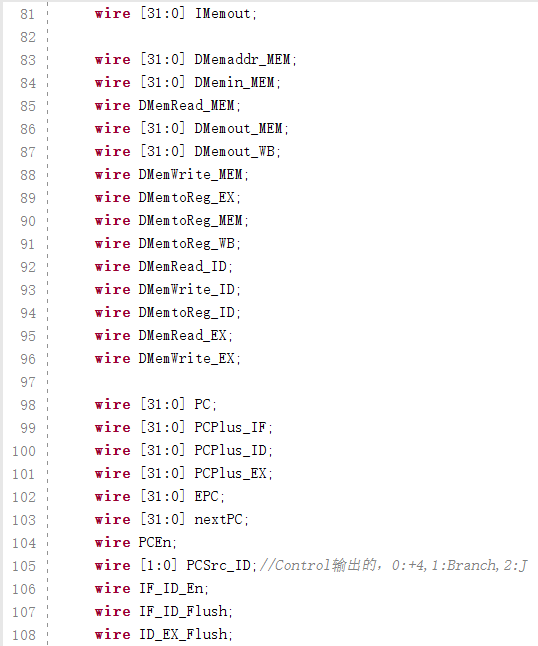 81 wire [31:0] IMemout;
82
83 wire [31:0] DMemaddr_MEM;
84 wire [31:0] DMemin_MEM;
85 wire DMemRead_MEM;
86 wire [31:0] DMemout_MEM;
87 wire [31:0] DMemout_WB;
88 wire DMemWrite_MEM;
89 wire DMemtoReg_EX;
90 wire DMemtoReg_MEM;
91 wire DMemtoReg_WB;
92 wire DMemRead_ID;
93 wire DMemWrite_ID;
94 wire DMemtoReg_ID;
95 wire DMemRead_EX;
96 wire DMemWrite_EX;
97
98 wire [31:0] PC;
99 wire [31:0] PCPlus_IF;
100 wire [31:0] PCPlus_ID;
101 wire [31:0] PCPlus_EX;
102 wire [31:0] EPC;
103 wire [31:0] nextPC;
104 wire PCEn;
105 wire [1:0] PCSrc_ID;//Control输出的，0:+4,1:Branch,2:J
106 wire IF_ID_En;
107 wire IF_ID_Flush;
108 wire ID_EX_Flush;